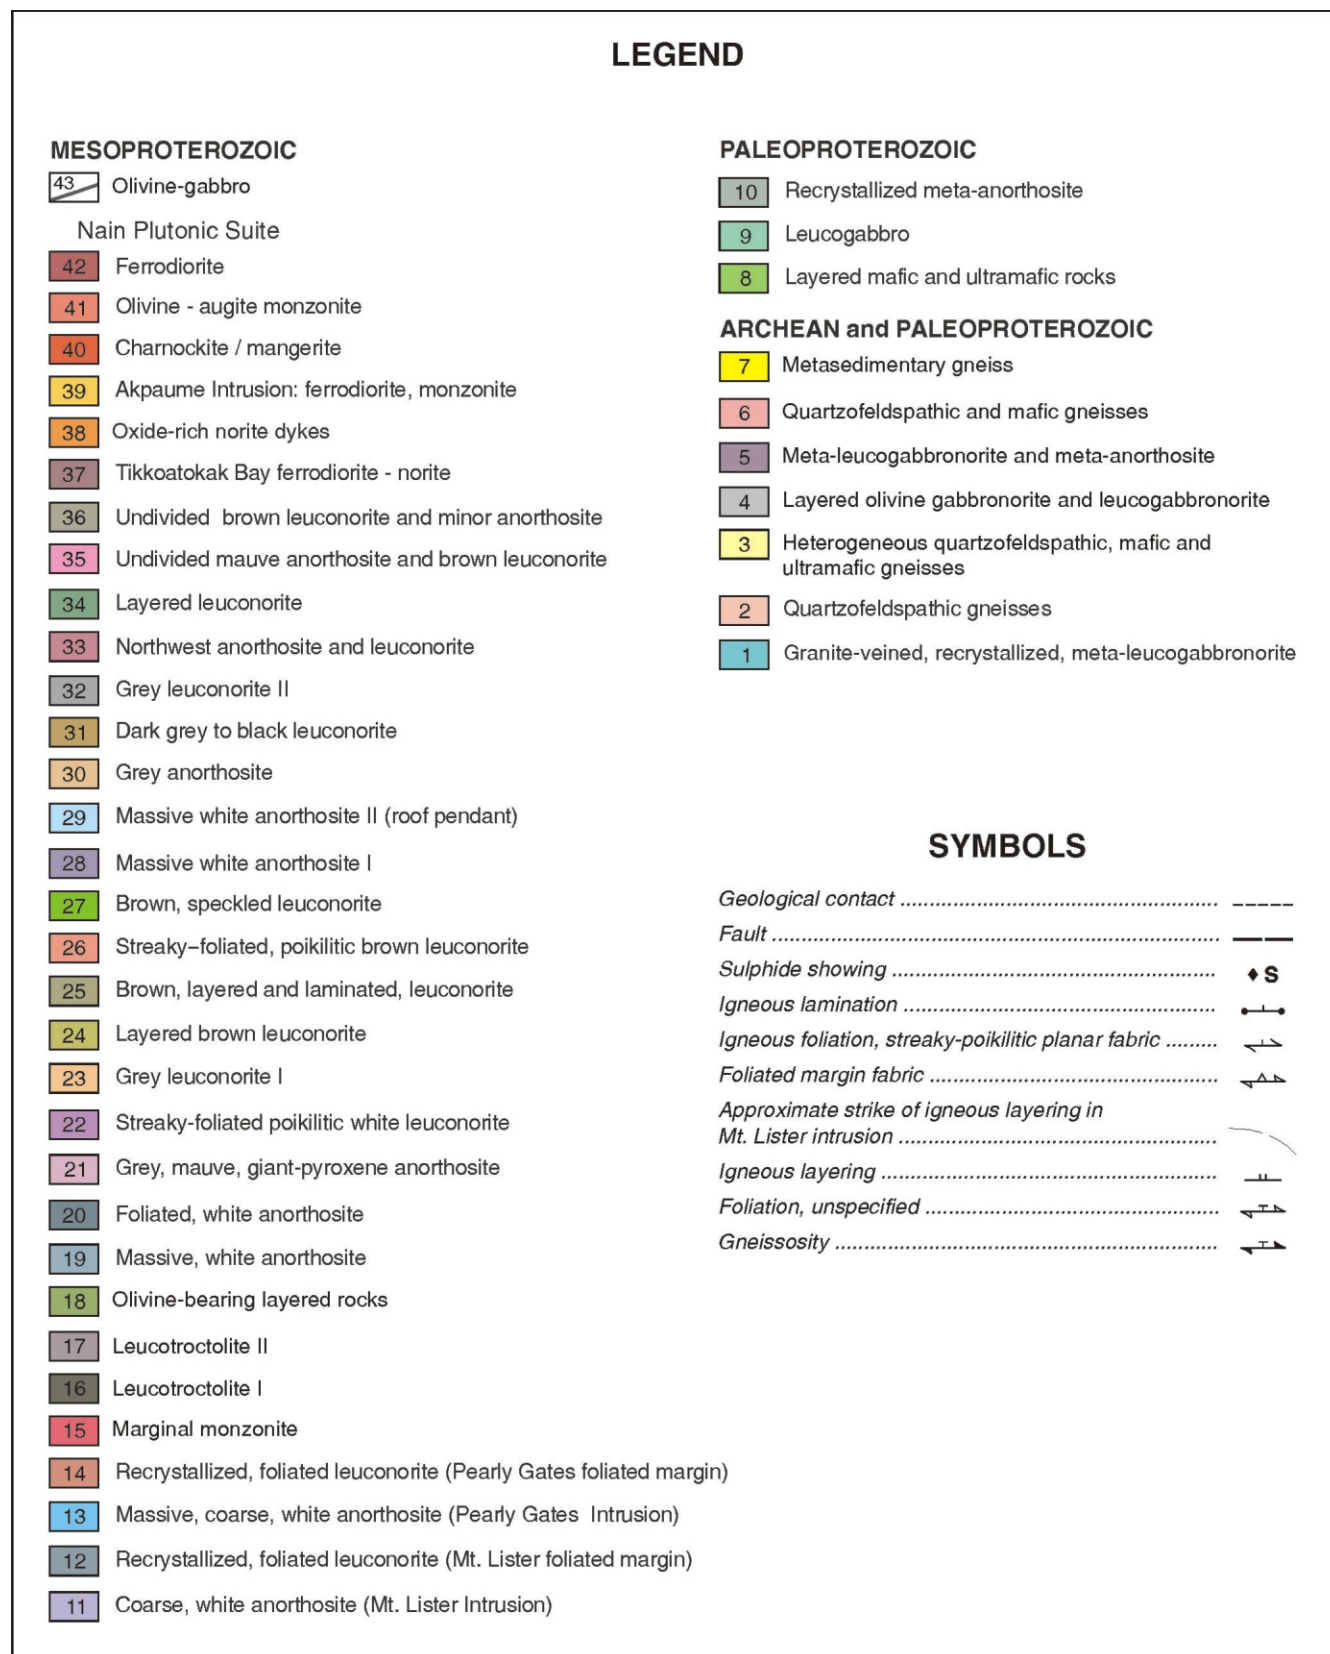 LEGEND
MESOPROTEROZOIC
43 Olivine-gabbro
Nain Plutonic Suite
42 Ferrodiorite
41 Olivine - augite monzonite
40 Charnockite / mangerite
39 Akpaume Intrusion: ferrodiorite, monzonite
38 Oxide-rich norite dykes
37 Tikkoatokak Bay ferrodiorite - norite
36 Undivided brown leuconorite and minor anorthosite
35 Undivided mauve anorthosite and brown leuconorite
34 Layered leuconorite
33 Northwest anorthosite and leuconorite
32 Grey leuconorite II
31 Dark grey to black leuconorite
30 Grey anorthosite
29 Massive white anorthosite II (roof pendant)
28 Massive white anorthosite I
27 Brown, speckled leuconorite
26 Streaky–foliated, poikilitic brown leuconorite
25 Brown, layered and laminated, leuconorite
24 Layered brown leuconorite
23 Grey leuconorite I
22 Streaky-foliated poikilitic white leuconorite
21 Grey, mauve, giant-pyroxene anorthosite
20 Foliated, white anorthosite
19 Massive, white anorthosite
18 Olivine-bearing layered rocks
17 Leucotroctolite II
16 Leucotroctolite I
15 Marginal monzonite
14 Recrystallized, foliated leuconorite (Pearly Gates foliated margin)
13 Massive, coarse, white anorthosite (Pearly Gates Intrusion)
12 Recrystallized, foliated leuconorite (Mt. Lister foliated margin)
11 Coarse, white anorthosite (Mt. Lister Intrusion)
PALEOPROTEROZOIC
10 Recrystallized meta-anorthosite
9 Leucogabbro
8 Layered mafic and ultramafic rocks
ARCHEAN and PALEOPROTEROZOIC
7 Metasedimentary gneiss
6 Quartzofeldspathic and mafic gneisses
5 Meta-leucogabbronorite and meta-anorthosite
4 Layered olivine gabbronorite and leucogabbronorite
3 Heterogeneous quartzofeldspathic, mafic and
ultramafic gneisses
2 Quartzofeldspathic gneisses
1 Granite-veined, recrystallized, meta-leucogabbronorite
SYMBOLS
Geological contact
Fault
Sulphide showing S
Igneous lamination
Igneous foliation, streaky-poikilitic planar fabric
Foliated margin fabric
Approximate strike of igneous layering in
Mt. Lister intrusion
Igneous layering
Foliation, unspecified
Gneissosity